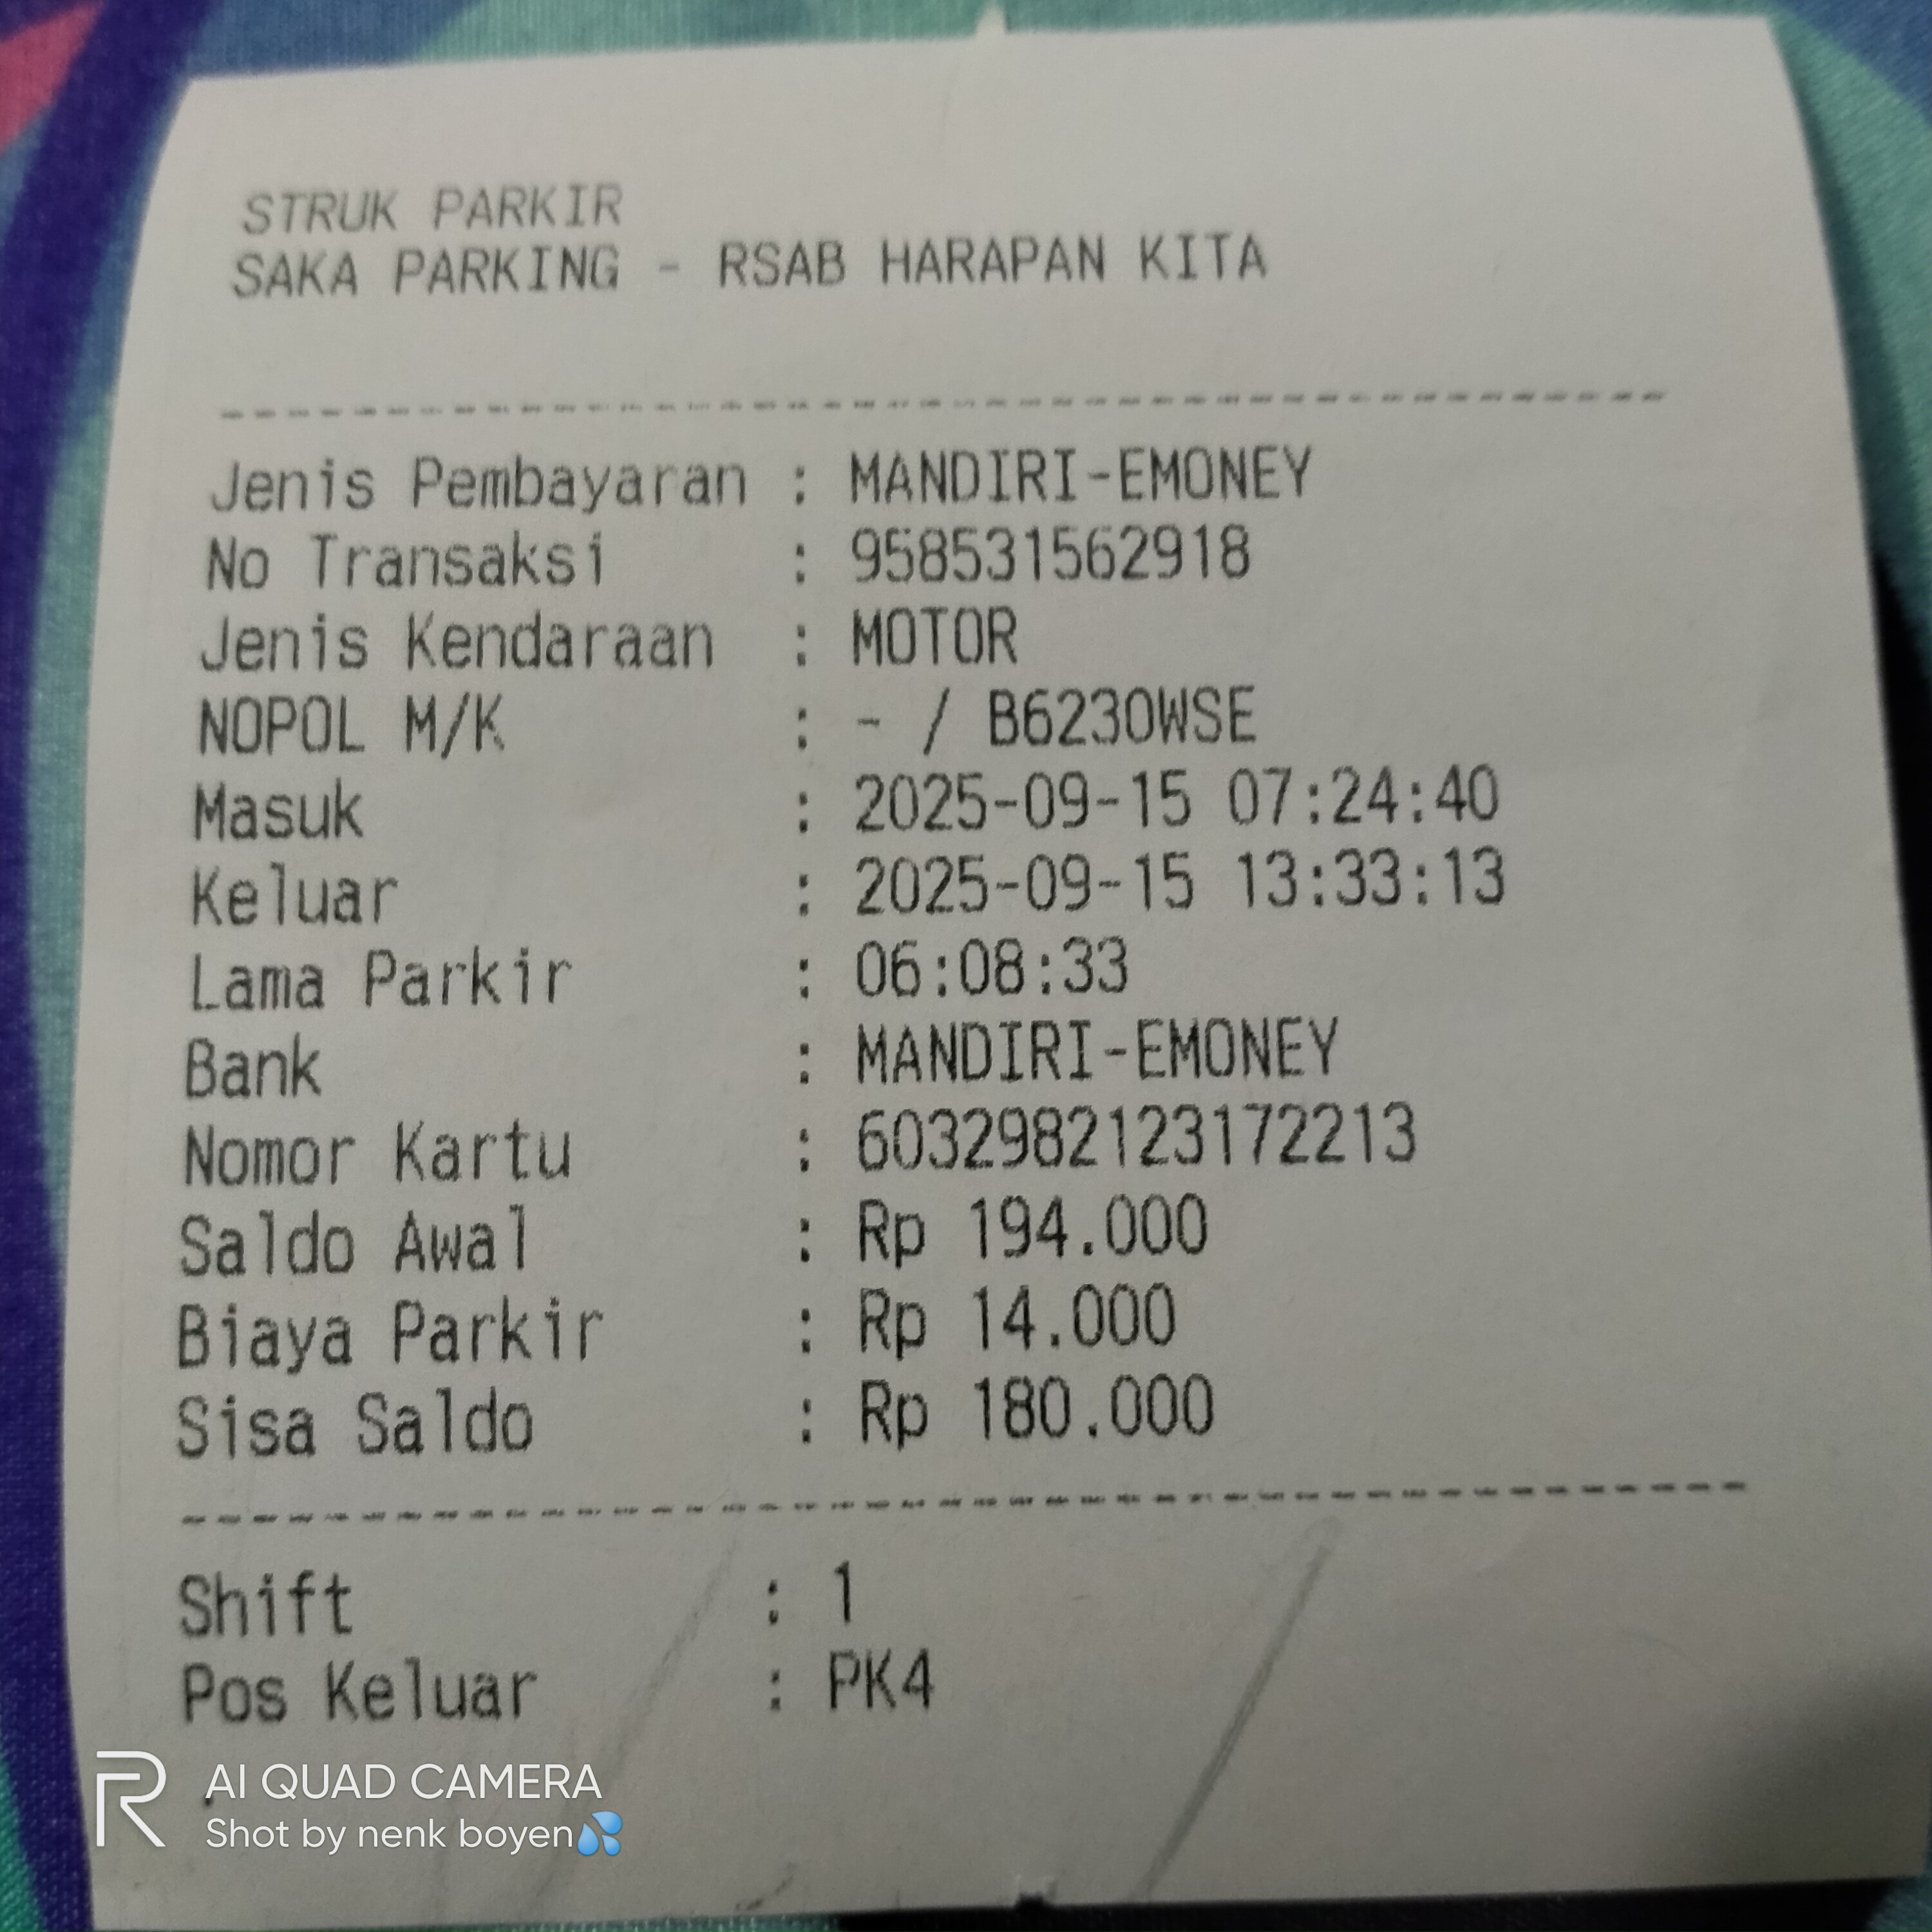 STRUK PARKIR
SAKA PARKING - RSAB HARAPAN KITA
Jenis Pembayaran : MANDIRI-EMONEY
No Transaksi : 958531562918
Jenis Kendaraan : MOTOR
NOPOL M/K : - / B6230WSE
Masuk : 2025-09-15 07:24:40
Keluar : 2025-09-15 13:33:13
Lama Parkir : 06:08:33
Bank : MANDIRI-EMONEY
Nomor Kartu : 6032982123172213
Saldo Awal : Rp 194.000
Biaya Parkir : Rp 14.000
Sisa Saldo : Rp 180.000
Shift : 1
Pos Keluar : PK4
R AI QUAD CAMERA
Shot by nenk boyen💦